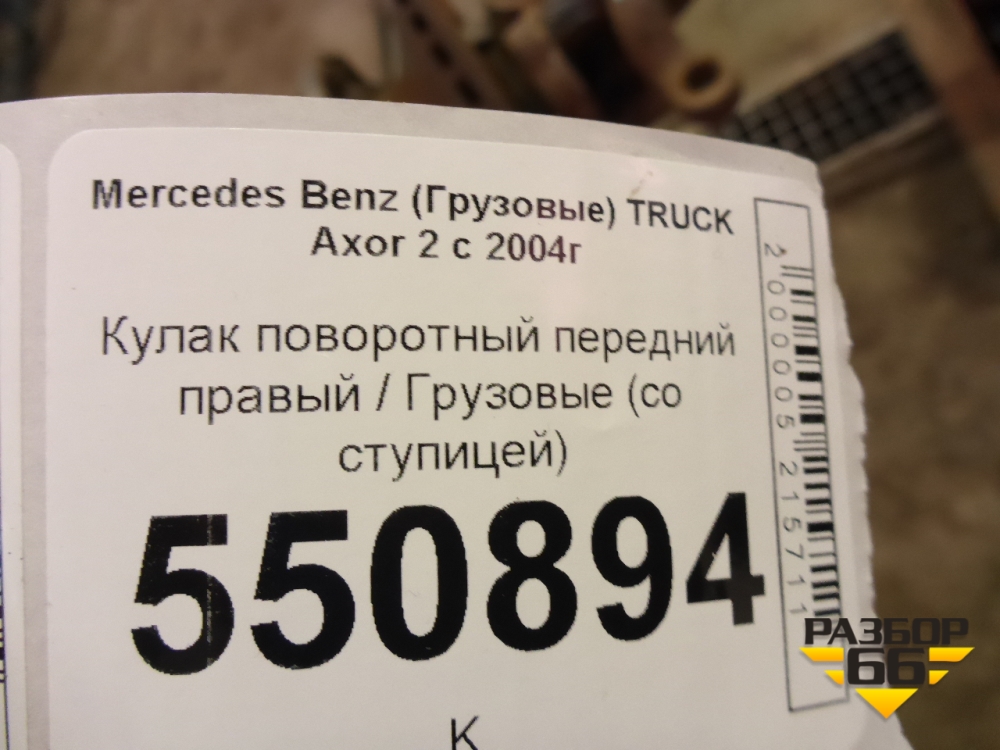 Mercedes Benz (Грузовые) TRUCK
Axor 2 с 2004г
Кулак поворотный передний
правый / Грузовые (со
ступицей)
550894
К
2000005215711
РАЗБОР
66